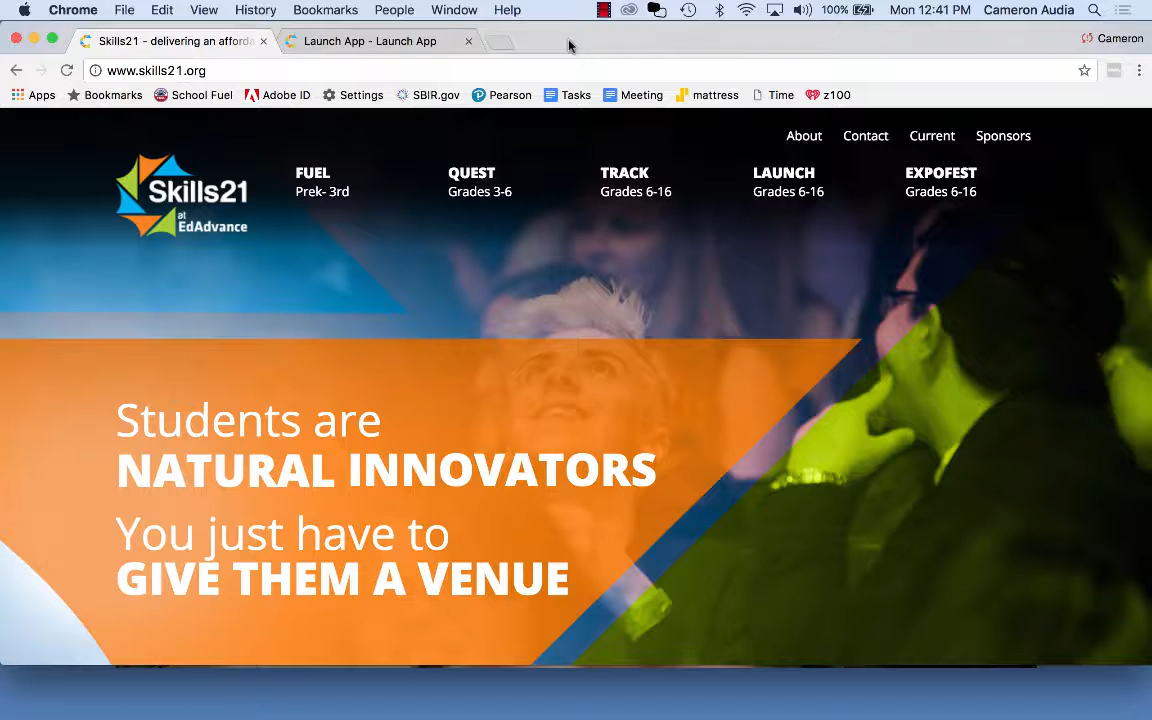 Chrome File Edit View History Bookmarks People Window Help 100% Mon 12:41 PM Cameron Audia
Skills21 - delivering an afforda Launch App - Launch App Cameron
www.skills21.org
Apps Bookmarks School Fuel Adobe ID Settings SBIR.gov Pearson Tasks Meeting mattress Time z100
About Contact Current Sponsors
FUEL QUEST TRACK LAUNCH EXPOFEST
Prek- 3rd Grades 3-6 Grades 6-16 Grades 6-16 Grades 6-16
Skills21
at
EdAdvance
Students are
NATURAL INNOVATORS
You just have to
GIVE THEM A VENUE